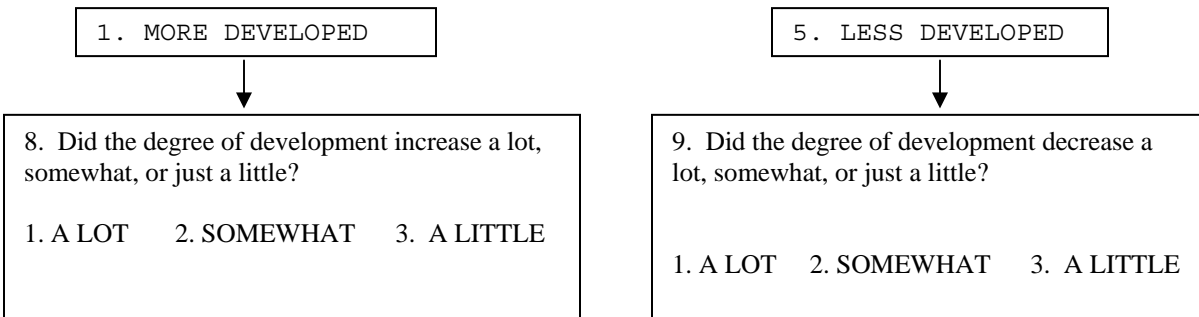 1. MORE DEVELOPED
8. Did the degree of development increase a lot,
somewhat, or just a little?
1. A LOT 2. SOMEWHAT 3. A LITTLE
5. LESS DEVELOPED
9. Did the degree of development decrease a
lot, somewhat, or just a little?
1. A LOT 2. SOMEWHAT 3. A LITTLE